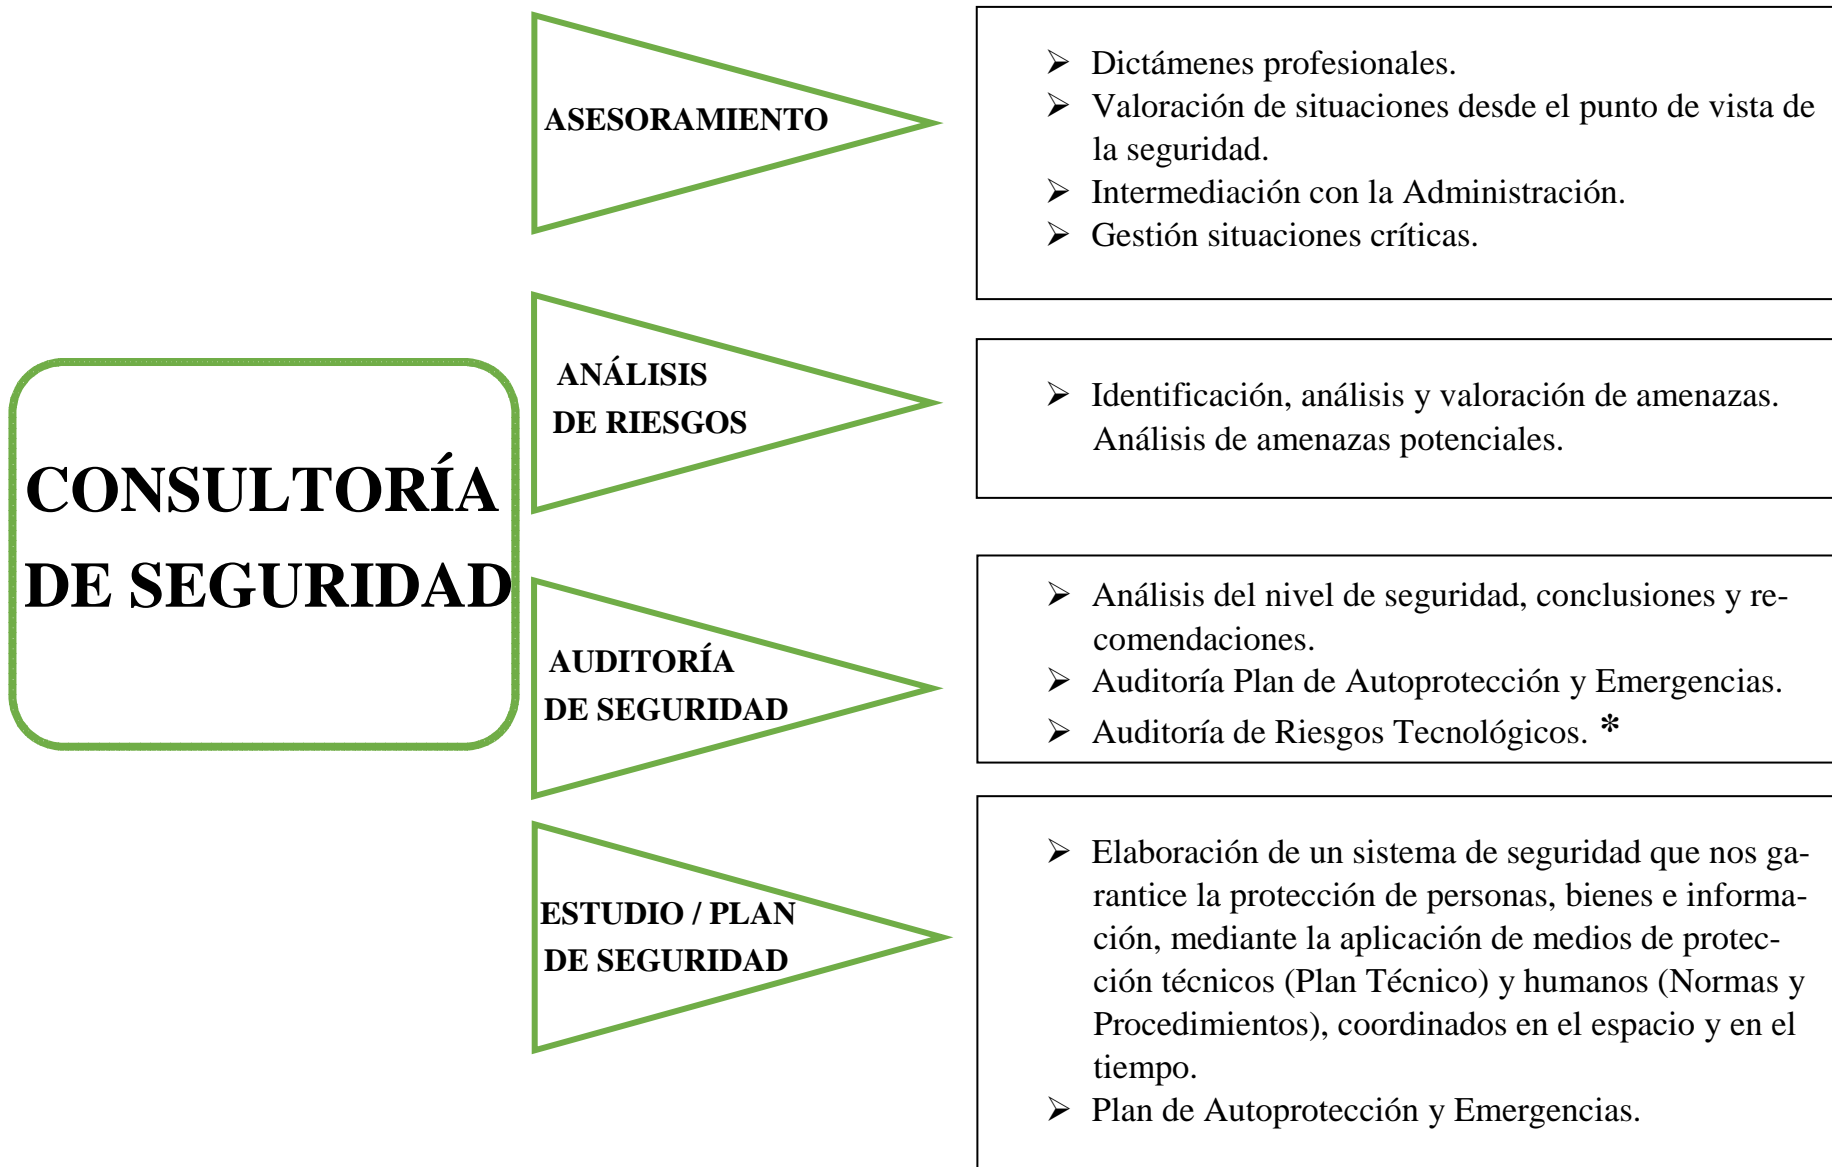 CONSULTORÍA
DE SEGURIDAD
ASESORAMIENTO
➢ Dictámenes profesionales.
➢ Valoración de situaciones desde el punto de vista de
la seguridad.
➢ Intermediación con la Administración.
➢ Gestión situaciones críticas.
ANÁLISIS
DE RIESGOS
➢ Identificación, análisis y valoración de amenazas.
Análisis de amenazas potenciales.
AUDITORÍA
DE SEGURIDAD
➢ Análisis del nivel de seguridad, conclusiones y re-
comendaciones.
➢ Auditoría Plan de Autoprotección y Emergencias.
➢ Auditoría de Riesgos Tecnológicos. *
ESTUDIO / PLAN
DE SEGURIDAD
➢ Elaboración de un sistema de seguridad que nos ga-
rantice la protección de personas, bienes e informa-
ción, mediante la aplicación de medios de protec-
ción técnicos (Plan Técnico) y humanos (Normas y
Procedimientos), coordinados en el espacio y en el
tiempo.
➢ Plan de Autoprotección y Emergencias.